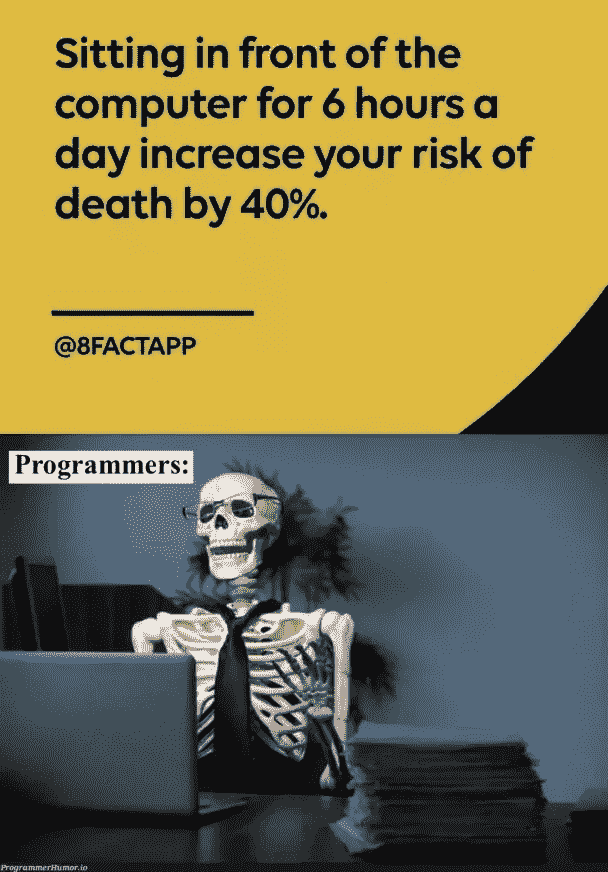 Sitting in front of the
computer for 6 hours a
day increase your risk of
death by 40%.
@8FACTAPP
Programmers:
ProgrammerHumor.io